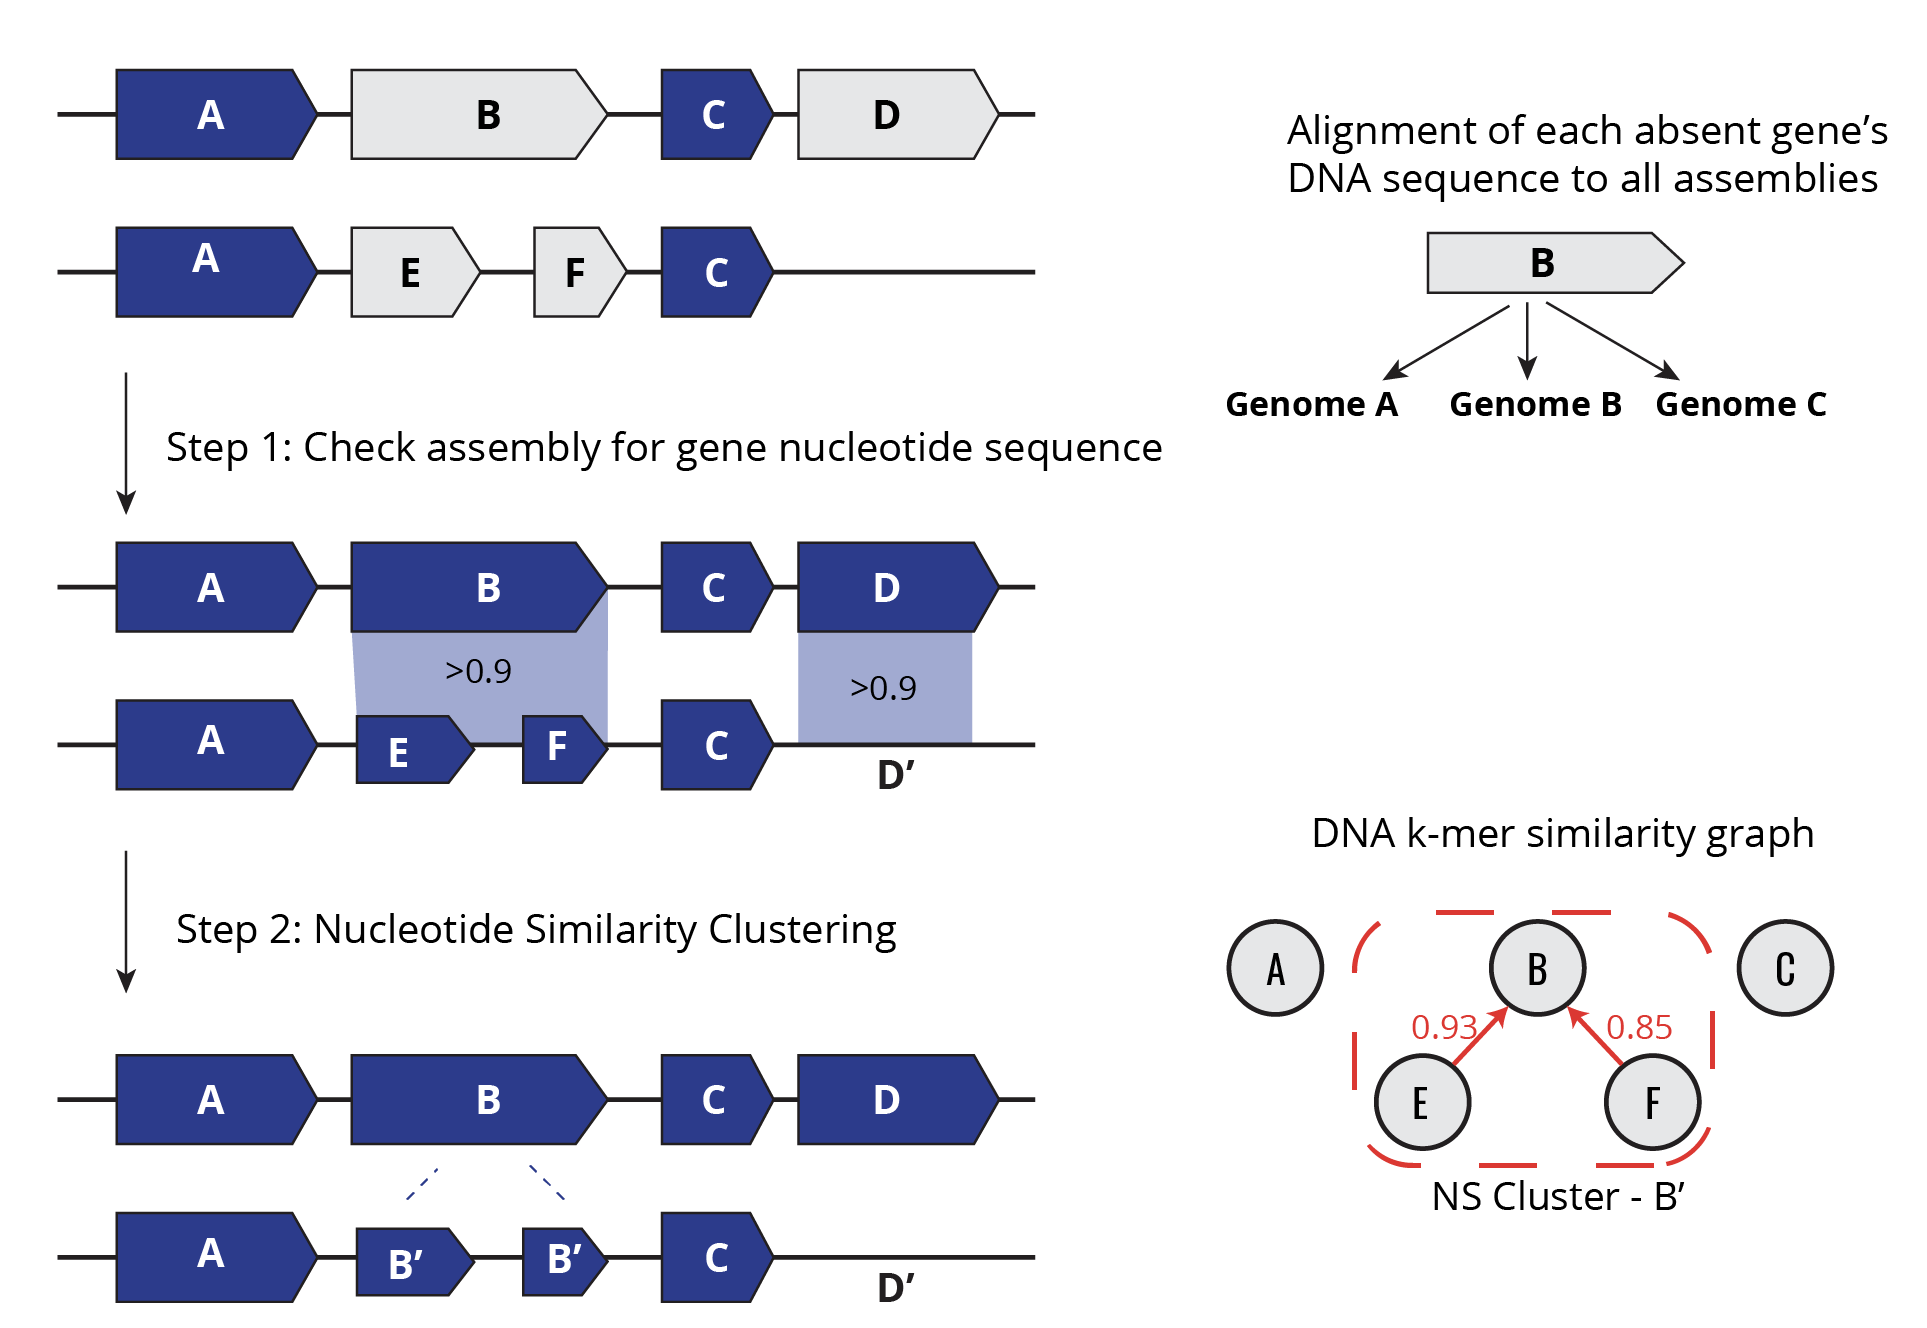 A B C D
Alignment of each absent gene’s
DNA sequence to all assemblies
A E F C
B
Genome A Genome B Genome C
Step 1: Check assembly for gene nucleotide sequence
A B C D
>0.9 >0.9
A E F C
D’
DNA k-mer similarity graph
Step 2: Nucleotide Similarity Clustering
A B C
0.93 0.85
E F
NS Cluster - B’
A B C D
A B’ B’ C
D’